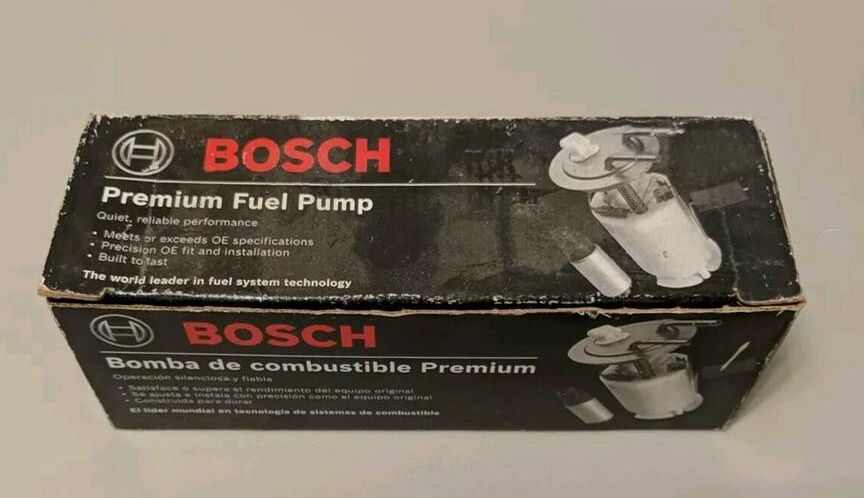 BOSCH
Premium Fuel Pump
Quiet, reliable performance
• Meets or exceeds OE specifications
• Precision OE fit and installation
• Built to last
The world leader in fuel system technology
BOSCH
Bomba de combustible Premium
Operación silenciosa y fiable
• Satisface o supera el rendimiento del equipo original
• Se ajusta e instala con precisión como el equipo original
• Construida para durar
El líder mundial en tecnología de sistemas de combustible